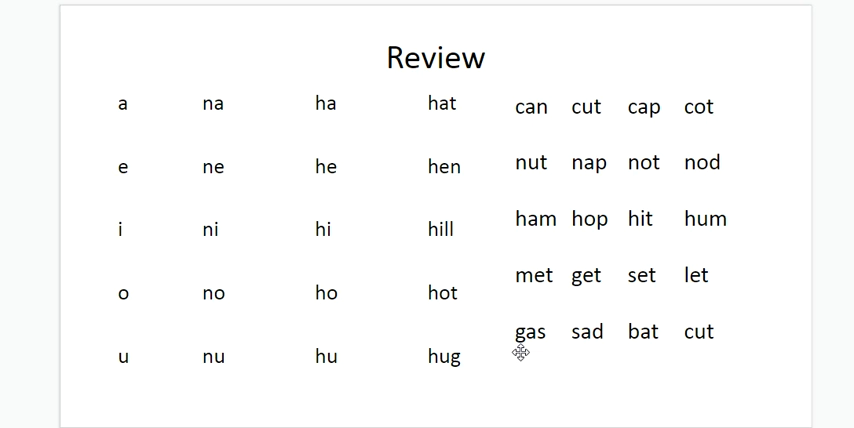 Review
a na ha hat can cut cap cot
e ne he hen nut nap not nod
i ni hi hill ham hop hit hum
o no ho hot met get set let
u nu hu hug gas sad bat cut